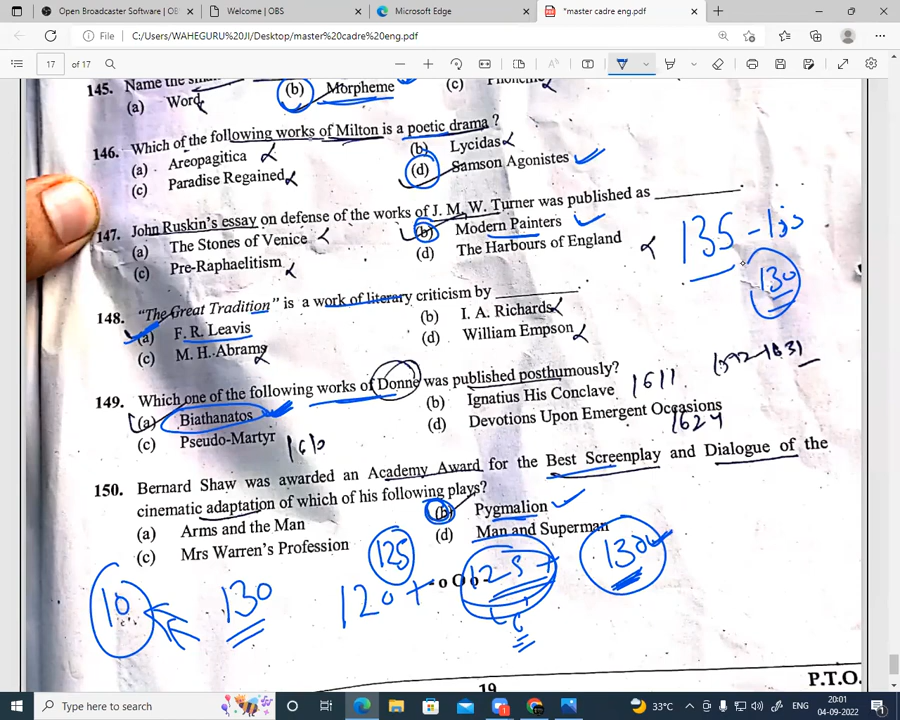 Open Broadcaster Software | OB
Welcome | OBS
Microsoft Edge
*master cadre eng.pdf
File
C:/Users/WAHEGURU%20JI/Desktop/master%20cadre%20eng.pdf
17 of 17
145. Name the
(a) Word (b) Morpheme (c) Phoneme
146. Which of the following works of Milton is a poetic drama ?
(a) Areopagitica (b) Lycidas
(c) Paradise Regained (d) Samson Agonistes
147. John Ruskin's essay on defense of the works of J. M. W. Turner was published as
(a) The Stones of Venice (b) Modern Painters
(c) Pre-Raphaelitism (d) The Harbours of England
135 - 130
130
148. "The Great Tradition" is a work of literary criticism by
(a) F. R. Leavis (b) I. A. Richards
(c) M. H. Abrams (d) William Empson
149. Which one of the following works of Donne was published posthumously?
(a) Biathanatos (b) Ignatius His Conclave 1611
(c) Pseudo-Martyr 1610 (d) Devotions Upon Emergent Occasions 1624
150. Bernard Shaw was awarded an Academy Award for the Best Screenplay and Dialogue of the
cinematic adaptation of which of his following plays?
(a) Arms and the Man (b) Pygmalion
(c) Mrs Warren's Profession (d) Man and Superman
125
10 130 120+ 125+ 130
- o O o -
19
P.T.O.
Type here to search
33°C
20:01
04-09-2022